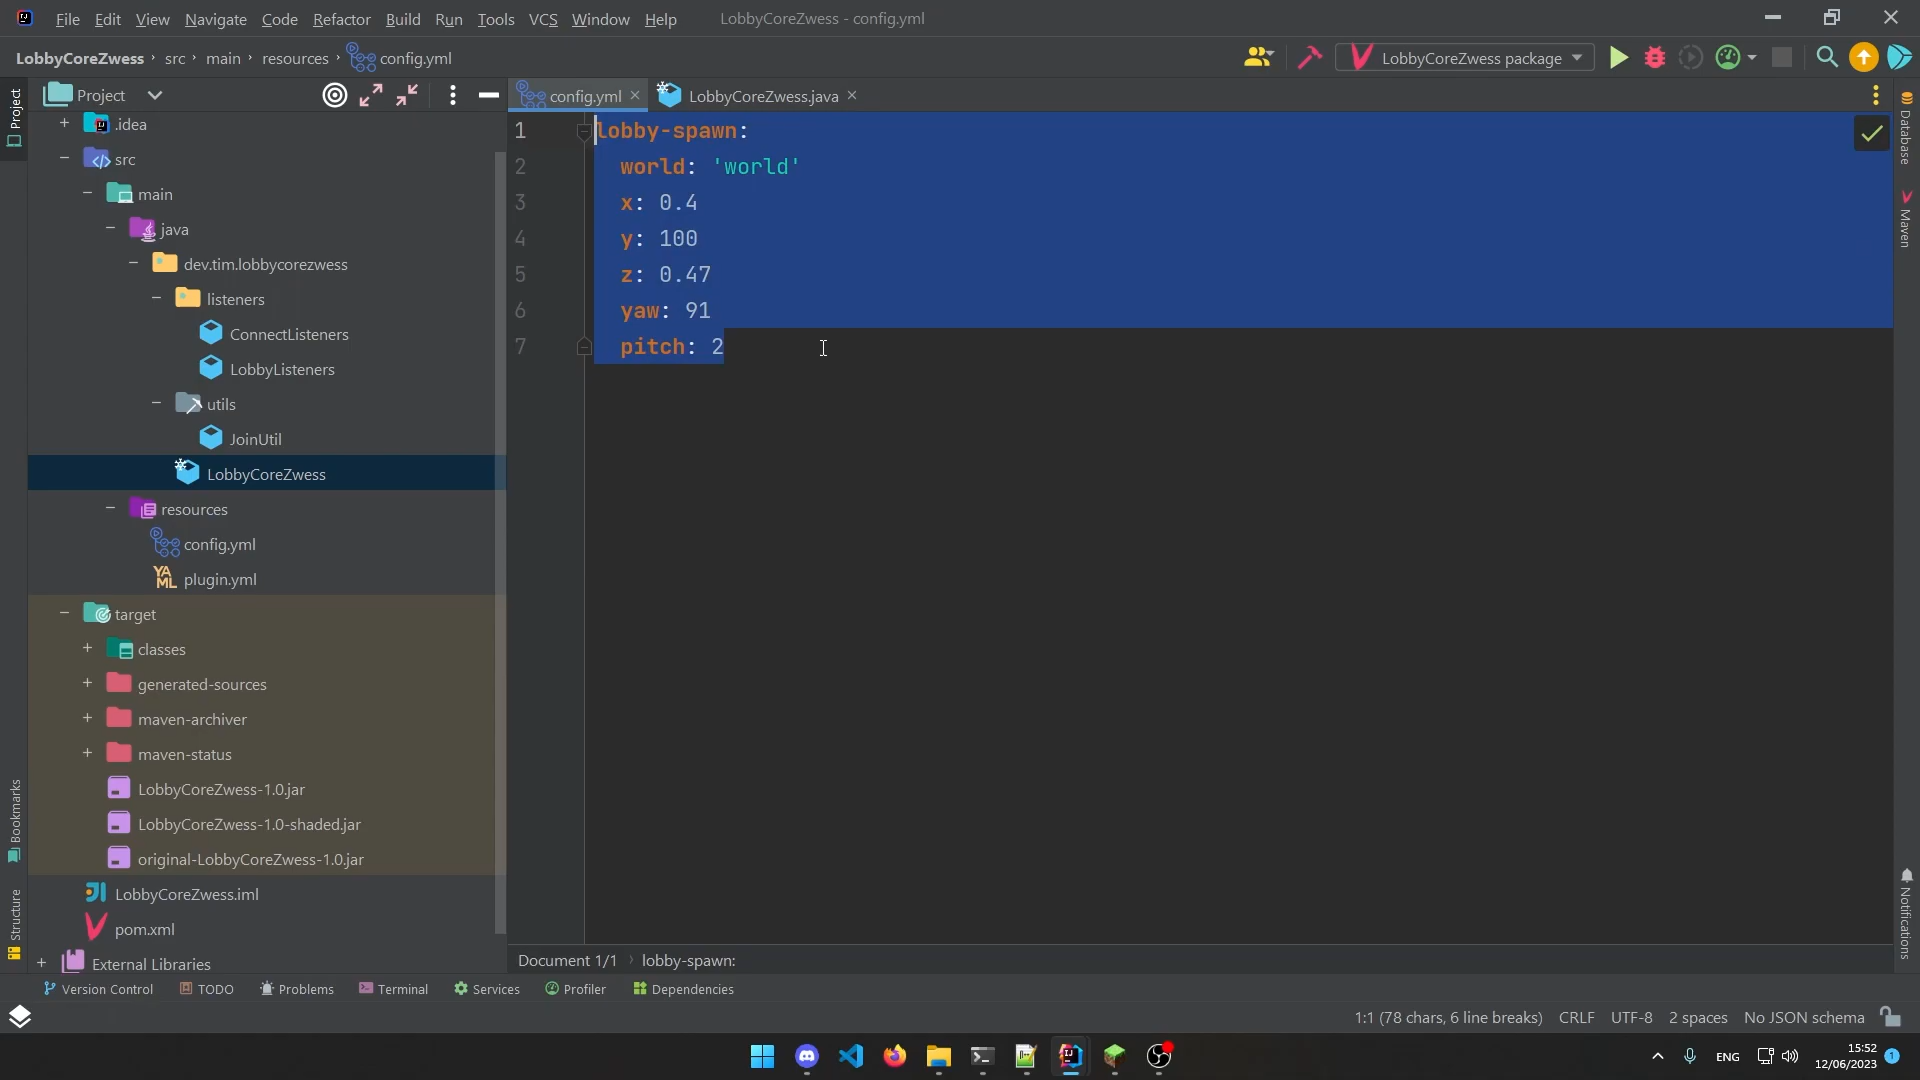 File Edit View Navigate Code Refactor Build Run Tools VCS Window Help LobbyCoreZwess - config.yml
LobbyCoreZwess src main resources config.yml LobbyCoreZwess package
Project
config.yml LobbyCoreZwess.java
Project
Bookmarks
Structure
.idea
src
main
java
dev.tim.lobbycorezwess
listeners
ConnectListeners
LobbyListeners
utils
JoinUtil
LobbyCoreZwess
resources
config.yml
YA
ML plugin.yml
target
classes
generated-sources
maven-archiver
maven-status
LobbyCoreZwess-1.0.jar
LobbyCoreZwess-1.0-shaded.jar
original-LobbyCoreZwess-1.0.jar
LobbyCoreZwess.iml
pom.xml
External Libraries
1 lobby-spawn:
2 world: 'world'
3 x: 0.4
4 y: 100
5 z: 0.47
6 yaw: 91
7 pitch: 2
Database
Maven
Notifications
Document 1/1 lobby-spawn:
Version Control TODO Problems Terminal Services Profiler Dependencies
1:1 (78 chars, 6 line breaks) CRLF UTF-8 2 spaces No JSON schema
ENG 15:52
12/06/2023 1